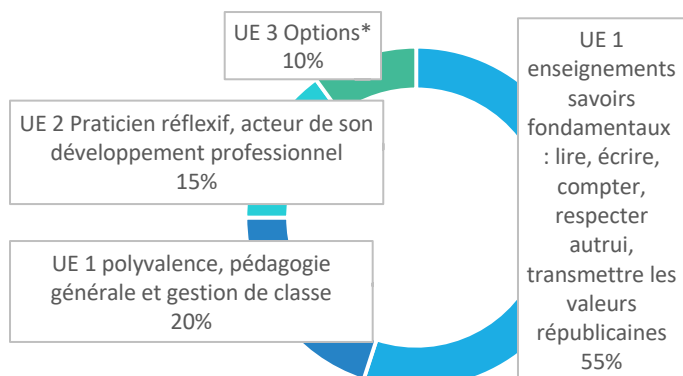 UE 3 Options*
10%
UE 1
enseignements
savoirs
fondamentaux
: lire, écrire,
compter,
respecter
autrui,
transmettre les
valeurs
républicaines
55%
UE 2 Praticien réflexif, acteur de son
développement professionnel
15%
UE 1 polyvalence, pédagogie
générale et gestion de classe
20%